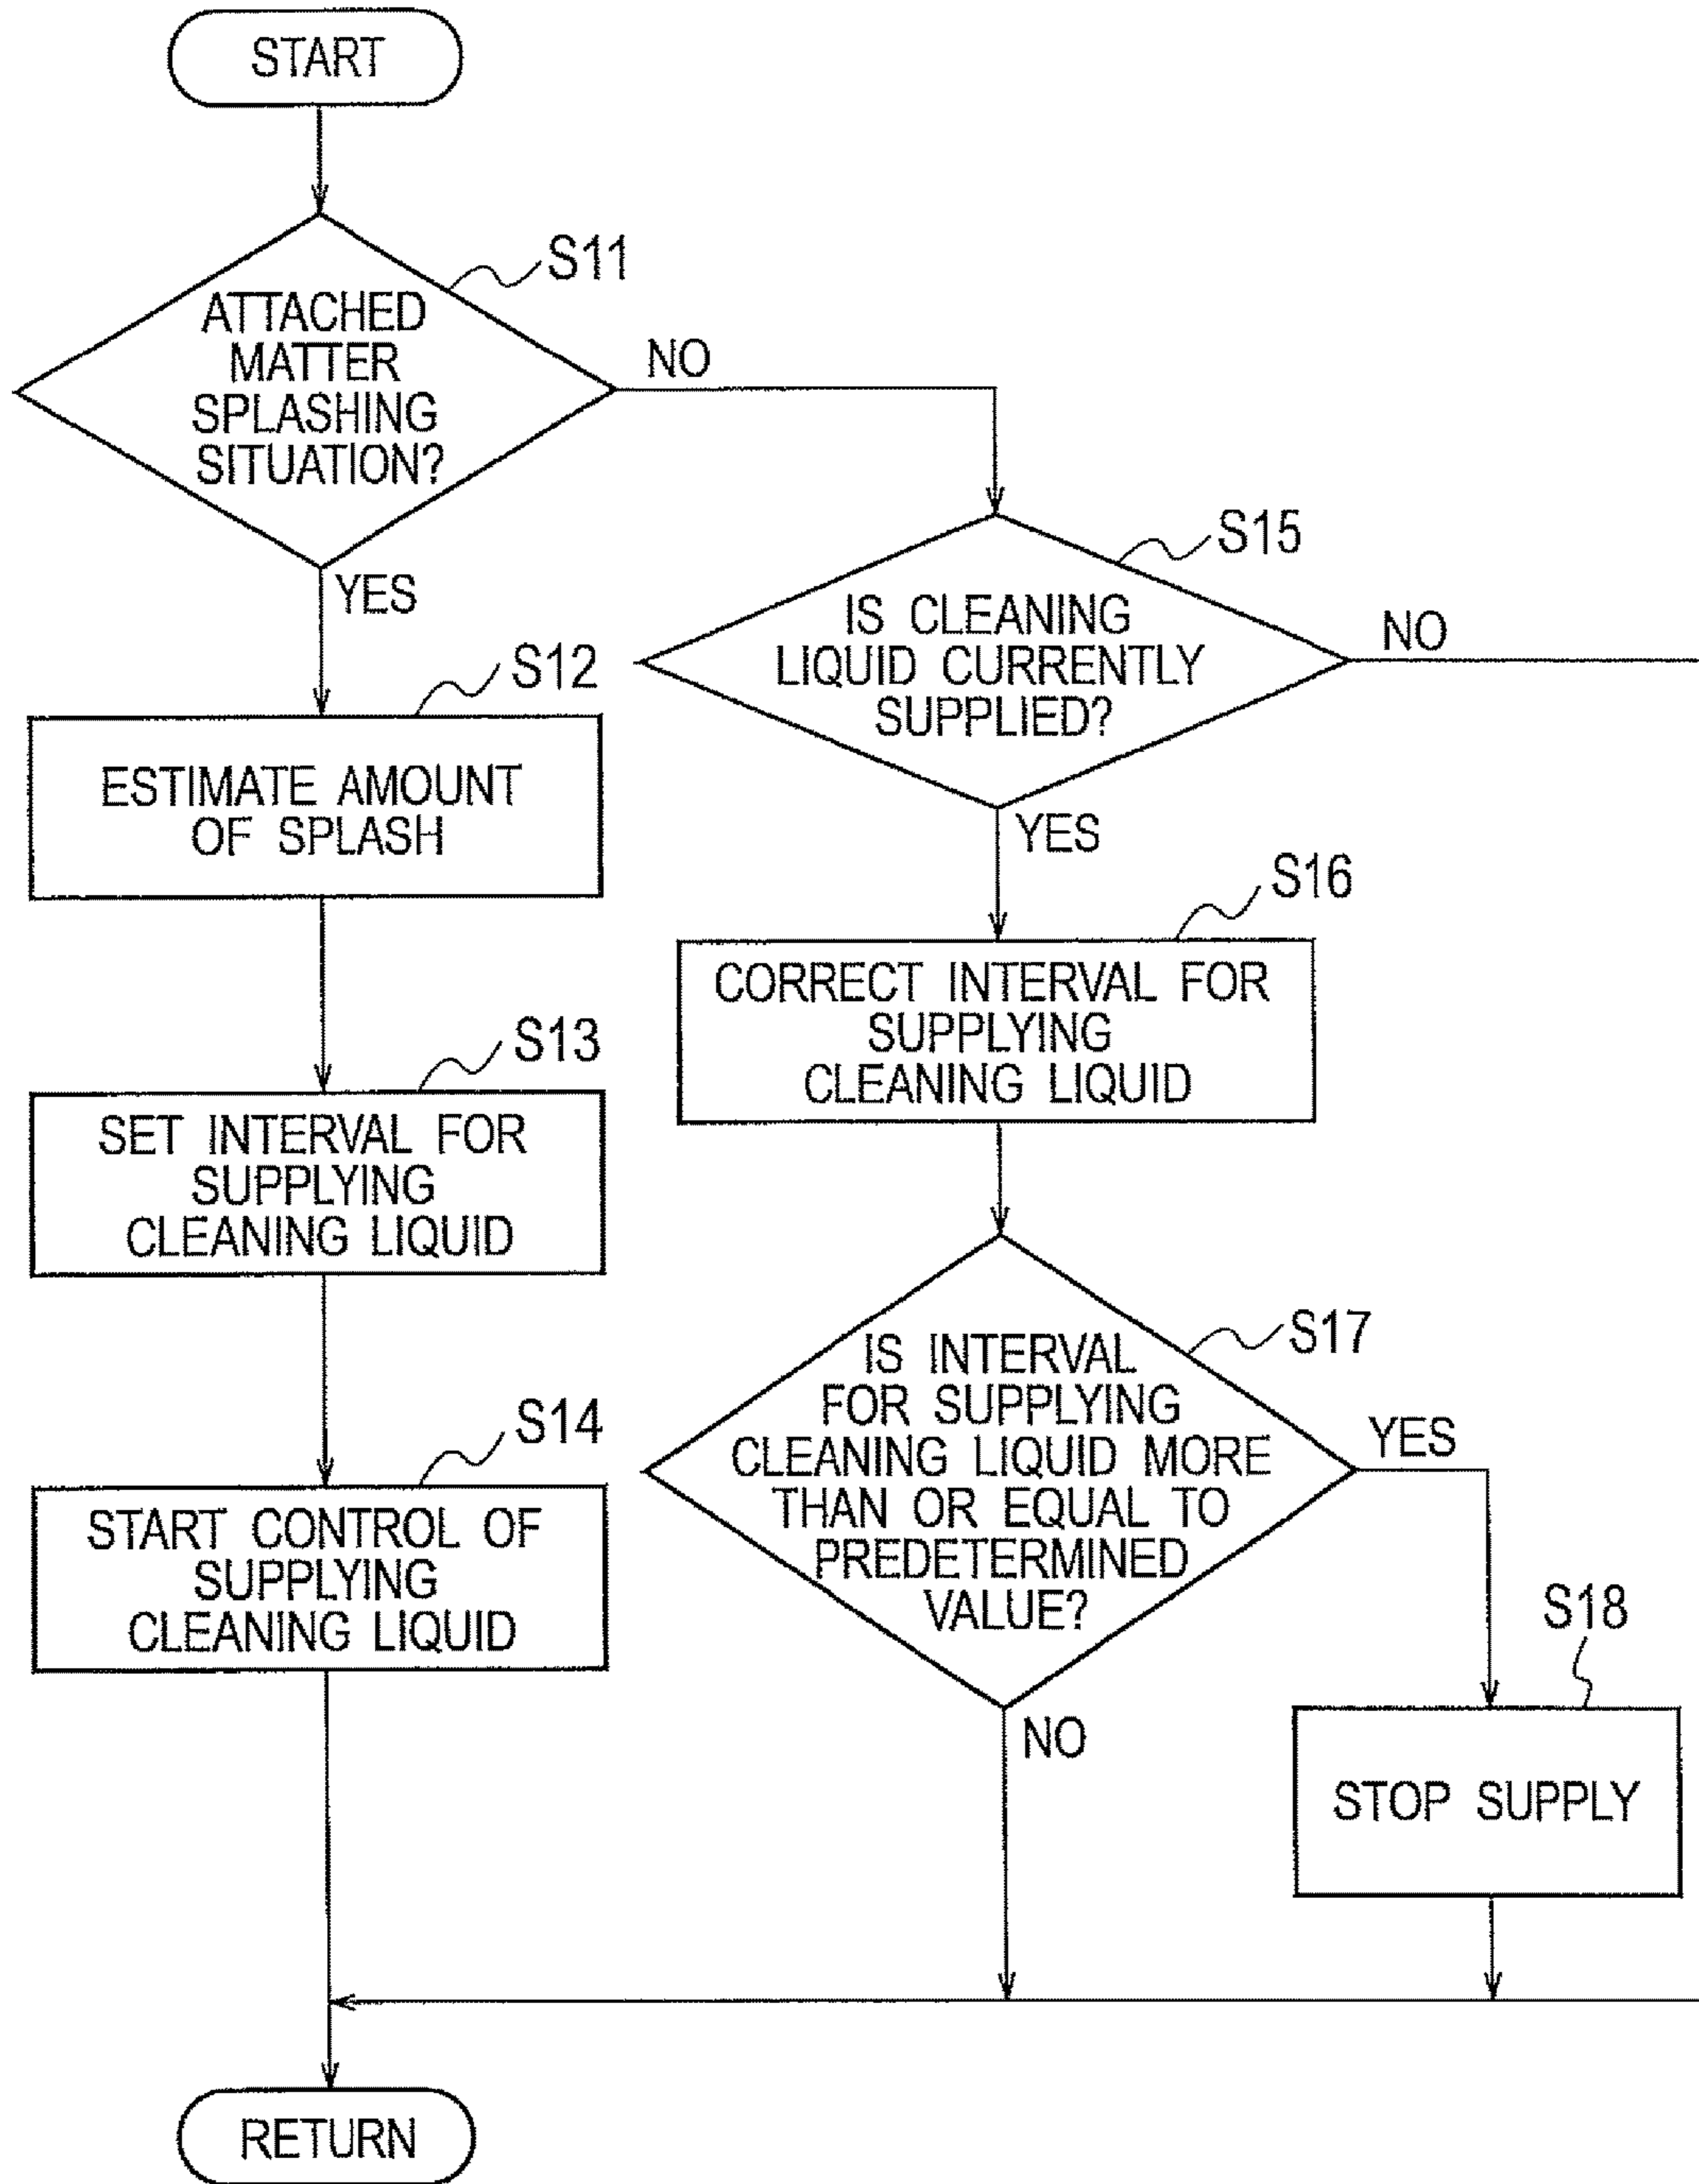 START
S11
ATTACHED
MATTER
SPLASHING
SITUATION?
NO
YES
S12
ESTIMATE AMOUNT
OF SPLASH
S13
SET INTERVAL FOR
SUPPLYING
CLEANING LIQUID
S14
START CONTROL OF
SUPPLYING
CLEANING LIQUID
S15
IS CLEANING
LIQUID CURRENTLY
SUPPLIED?
NO
YES
S16
CORRECT INTERVAL FOR
SUPPLYING
CLEANING LIQUID
S17
IS INTERVAL
FOR SUPPLYING
CLEANING LIQUID MORE
THAN OR EQUAL TO
PREDETERMINED
VALUE?
YES
NO
S18
STOP SUPPLY
RETURN